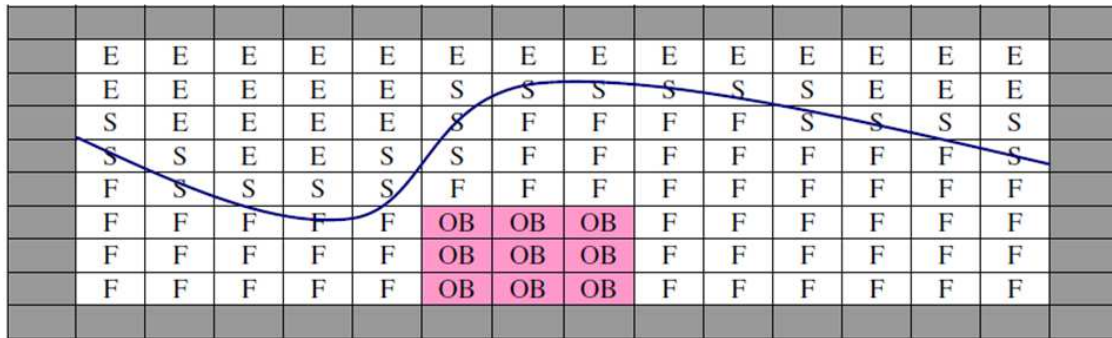 E E E E E E E E E E E E E E
E E E E E S S S S S S E E E
S E E E E S F F F F S S S S
S S E E S S F F F F F F F S
F S S S S F F F F F F F F F
F F F F F OB OB OB F F F F F F
F F F F F OB OB OB F F F F F F
F F F F F OB OB OB F F F F F F